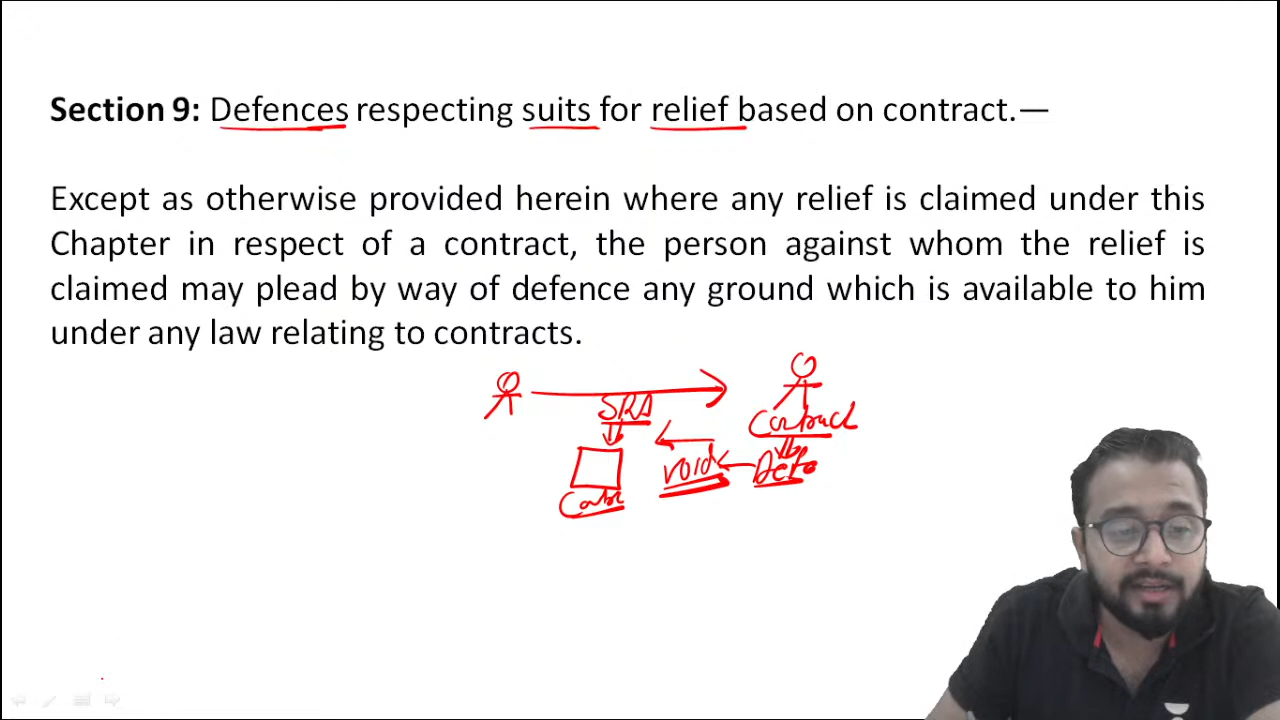 Section 9: Defences respecting suits for relief based on contract.—
Except as otherwise provided herein where any relief is claimed under this
Chapter in respect of a contract, the person against whom the relief is
claimed may plead by way of defence any ground which is available to him
under any law relating to contracts.
SRA
Contract
void